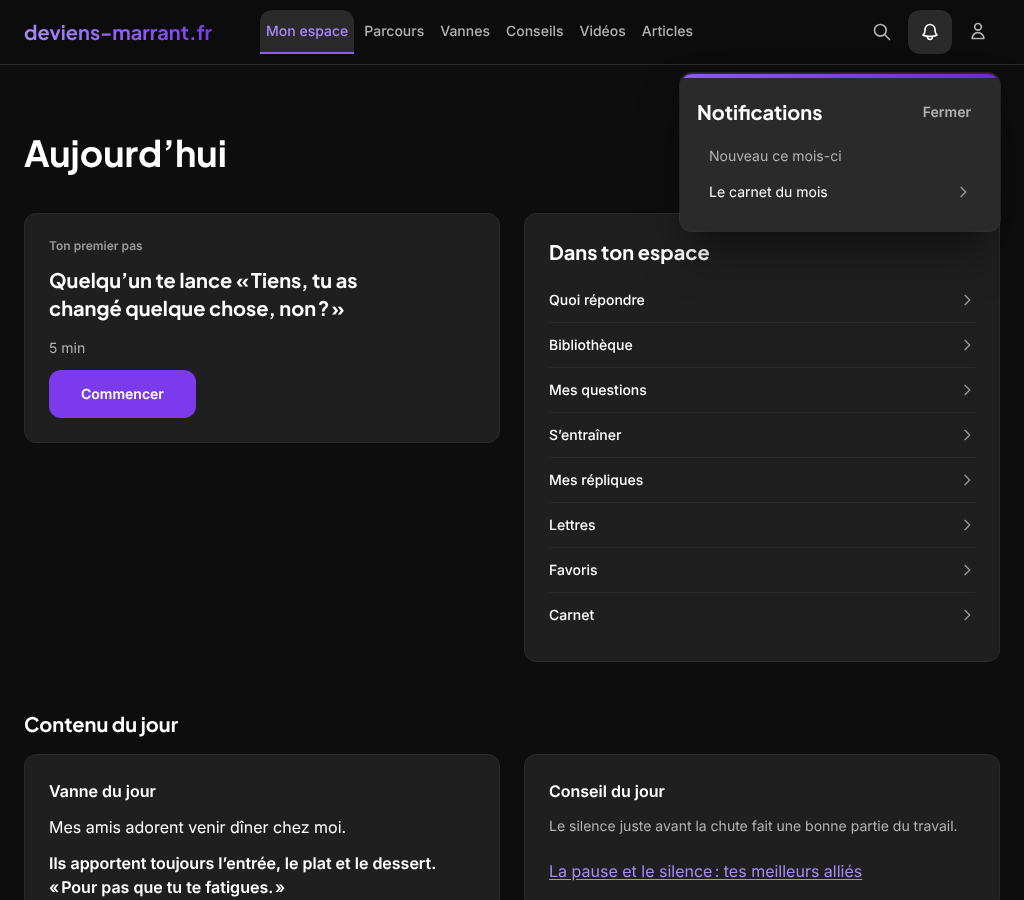 deviens-marrant.fr
Mon espace
Parcours
Vannes
Conseils
Vidéos
Articles
Notifications
Fermer
Nouveau ce mois-ci
Le carnet du mois
Aujourd’hui
Ton premier pas
Quelqu’un te lance « Tiens, tu as
changé quelque chose, non ? »
5 min
Commencer
Dans ton espace
Quoi répondre
Bibliothèque
Mes questions
S’entraîner
Mes répliques
Lettres
Favoris
Carnet
Contenu du jour
Vanne du jour
Mes amis adorent venir dîner chez moi.
Ils apportent toujours l’entrée, le plat et le dessert.
« Pour pas que tu te fatigues. »
Conseil du jour
Le silence juste avant la chute fait une bonne partie du travail.
La pause et le silence : tes meilleurs alliés